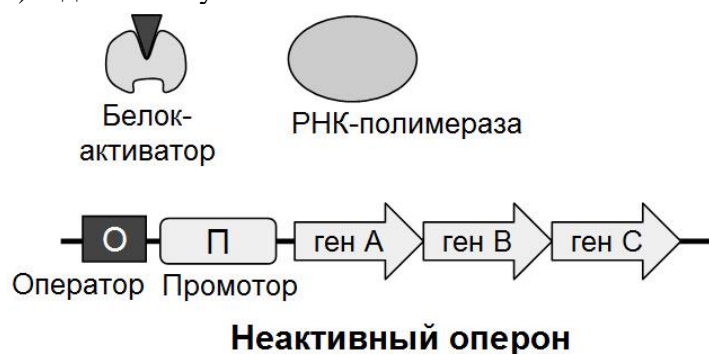 Белок-
активатор
РНК-полимераза
О
П
ген А
ген В
ген С
Оператор
Промотор
Неактивный оперон